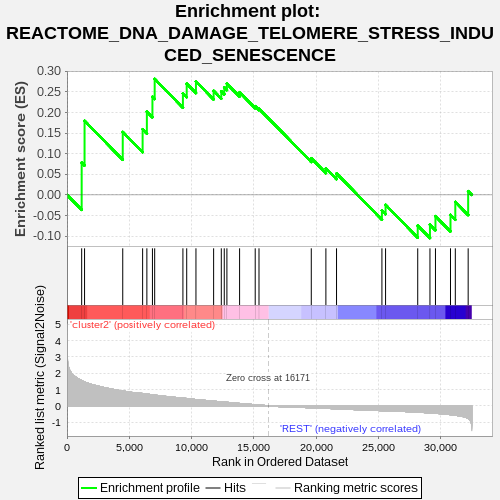 Enrichment plot:
REACTOME_DNA_DAMAGE_TELOMERE_STRESS_INDU
CED_SENESCENCE
Enrichment score (ES)
0.30
0.25
0.20
0.15
0.10
0.05
0.00
-0.05
-0.10
'cluster2' (positively correlated)
Ranked list metric (Signal2Noise)
5
4
3
2
1
0
-1
Zero cross at 16171
'REST' (negatively correlated)
0
5,000
10,000
15,000
20,000
25,000
30,000
Rank in Ordered Dataset
Enrichment profile
Hits
Ranking metric scores